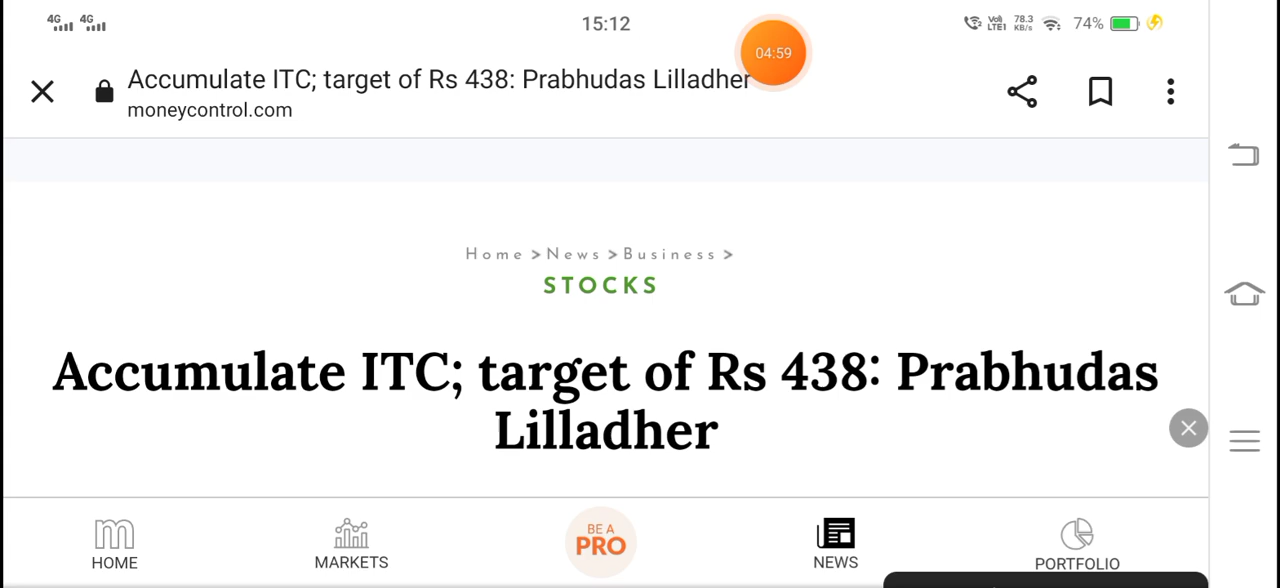 4G 4G 15:12 Vo) LTE1 78.3 KB/s 74%
04:59
Accumulate ITC; target of Rs 438: Prabhudas Lilladher
moneycontrol.com
Home > News > Business >
STOCKS
Accumulate ITC; target of Rs 438: Prabhudas
Lilladher
HOME
MARKETS
BE A
PRO
NEWS
PORTFOLIO